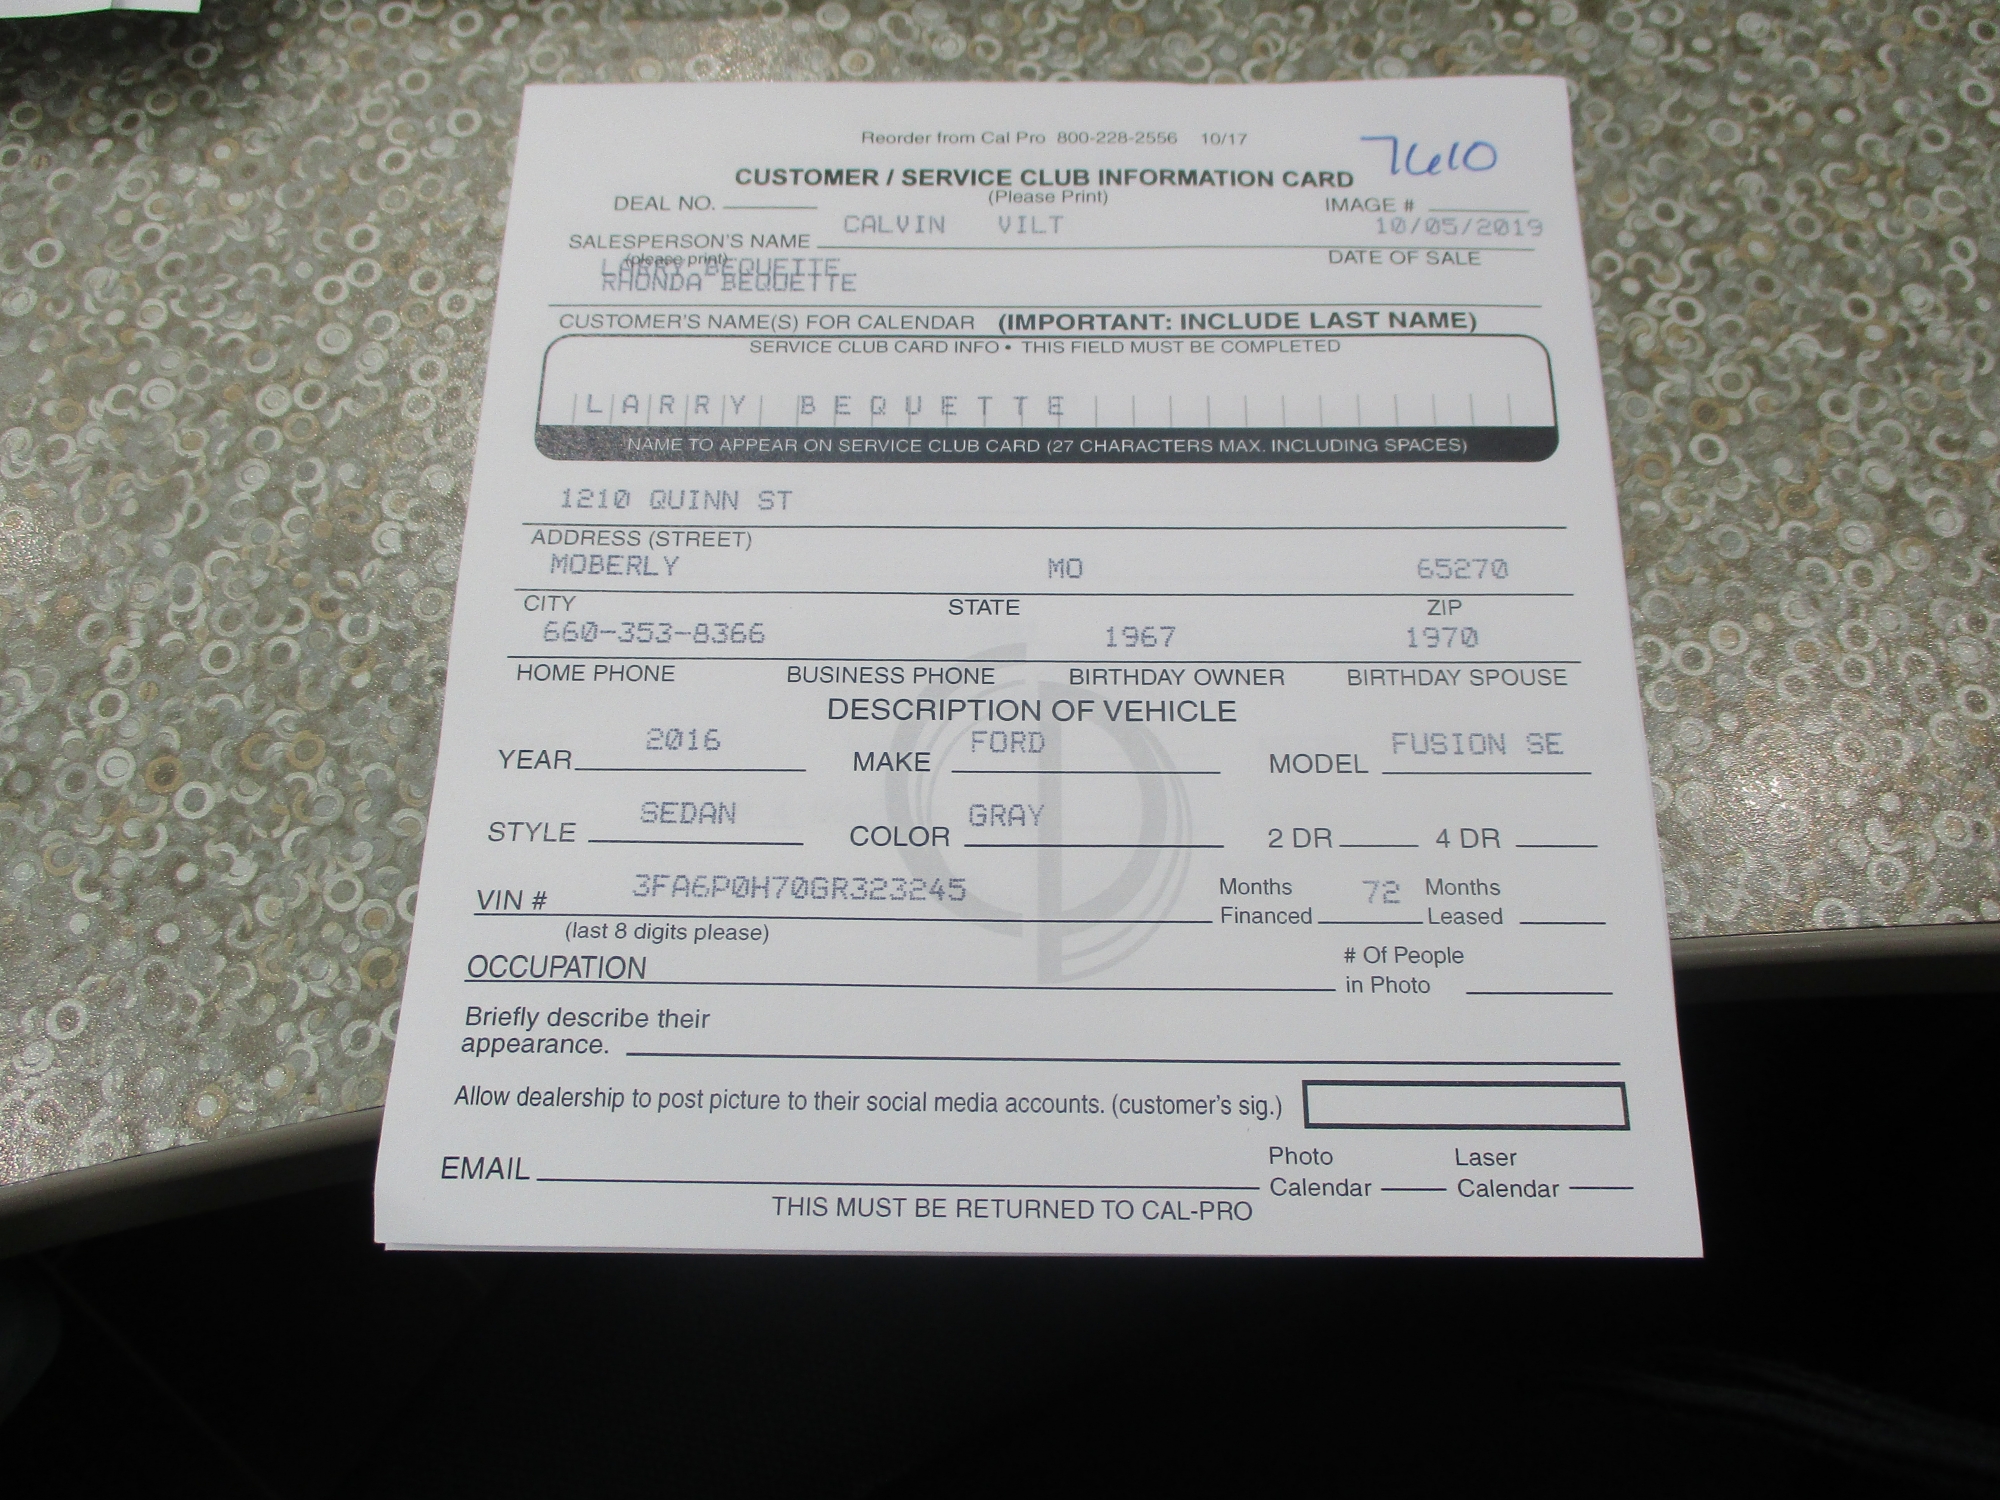 Reorder from Cal Pro 800-228-2556 10/17
7610
CUSTOMER / SERVICE CLUB INFORMATION CARD
(Please Print)
DEAL NO. IMAGE #
CALVIN VILT 10/05/2019
SALESPERSON'S NAME DATE OF SALE
(please print)
LARRY BEQUETTE
RHONDA BEQUETTE
CUSTOMER'S NAME(S) FOR CALENDAR (IMPORTANT: INCLUDE LAST NAME)
SERVICE CLUB CARD INFO • THIS FIELD MUST BE COMPLETED
LARRY BEQUETTE
NAME TO APPEAR ON SERVICE CLUB CARD (27 CHARACTERS MAX. INCLUDING SPACES)
1210 QUINN ST
ADDRESS (STREET)
MOBERLY MO 65270
CITY STATE ZIP
660-353-8366 1967 1970
HOME PHONE BUSINESS PHONE BIRTHDAY OWNER BIRTHDAY SPOUSE
DESCRIPTION OF VEHICLE
YEAR 2016 MAKE FORD MODEL FUSION SE
STYLE SEDAN COLOR GRAY 2 DR 4 DR
VIN # 3FA6P0H70GR323245 Months Financed 72 Months Leased
(last 8 digits please)
OCCUPATION # Of People in Photo
Briefly describe their
appearance.
Allow dealership to post picture to their social media accounts. (customer's sig.)
EMAIL Photo Calendar Laser Calendar
THIS MUST BE RETURNED TO CAL-PRO